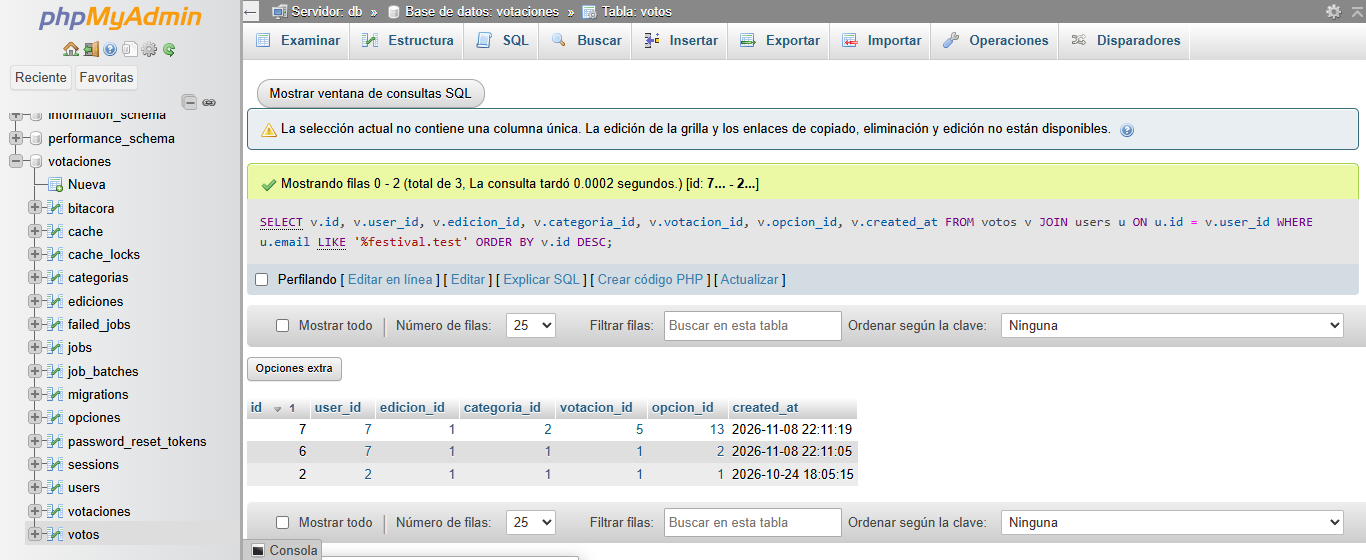 phpMyAdmin
Reciente Favoritas
information_schema
performance_schema
votaciones
Nueva
bitacora
cache
cache_locks
categorias
ediciones
failed_jobs
jobs
job_batches
migrations
opciones
password_reset_tokens
sessions
users
votaciones
votos
Servidor: db » Base de datos: votaciones » Tabla: votos
Examinar Estructura SQL Buscar Insertar Exportar Importar Operaciones Disparadores
Mostrar ventana de consultas SQL
La selección actual no contiene una columna única. La edición de la grilla y los enlaces de copiado, eliminación y edición no están disponibles.
Mostrando filas 0 - 2 (total de 3, La consulta tardó 0.0002 segundos.) [id: 7... - 2...]
SELECT v.id, v.user_id, v.edicion_id, v.categoria_id, v.votacion_id, v.opcion_id, v.created_at FROM votos v JOIN users u ON u.id = v.user_id WHERE
u.email LIKE '%festival.test' ORDER BY v.id DESC;
Perfilando [ Editar en línea ] [ Editar ] [ Explicar SQL ] [ Crear código PHP ] [ Actualizar ]
Mostrar todo | Número de filas: 25 Filtrar filas: Buscar en esta tabla Ordenar según la clave: Ninguna
Opciones extra
id 1 user_id edicion_id categoria_id votacion_id opcion_id created_at
7 7 1 2 5 13 2026-11-08 22:11:19
6 7 1 1 1 2 2026-11-08 22:11:05
2 2 1 1 1 1 2026-10-24 18:05:15
Mostrar todo | Número de filas: 25 Filtrar filas: Buscar en esta tabla Ordenar según la clave: Ninguna
Consola